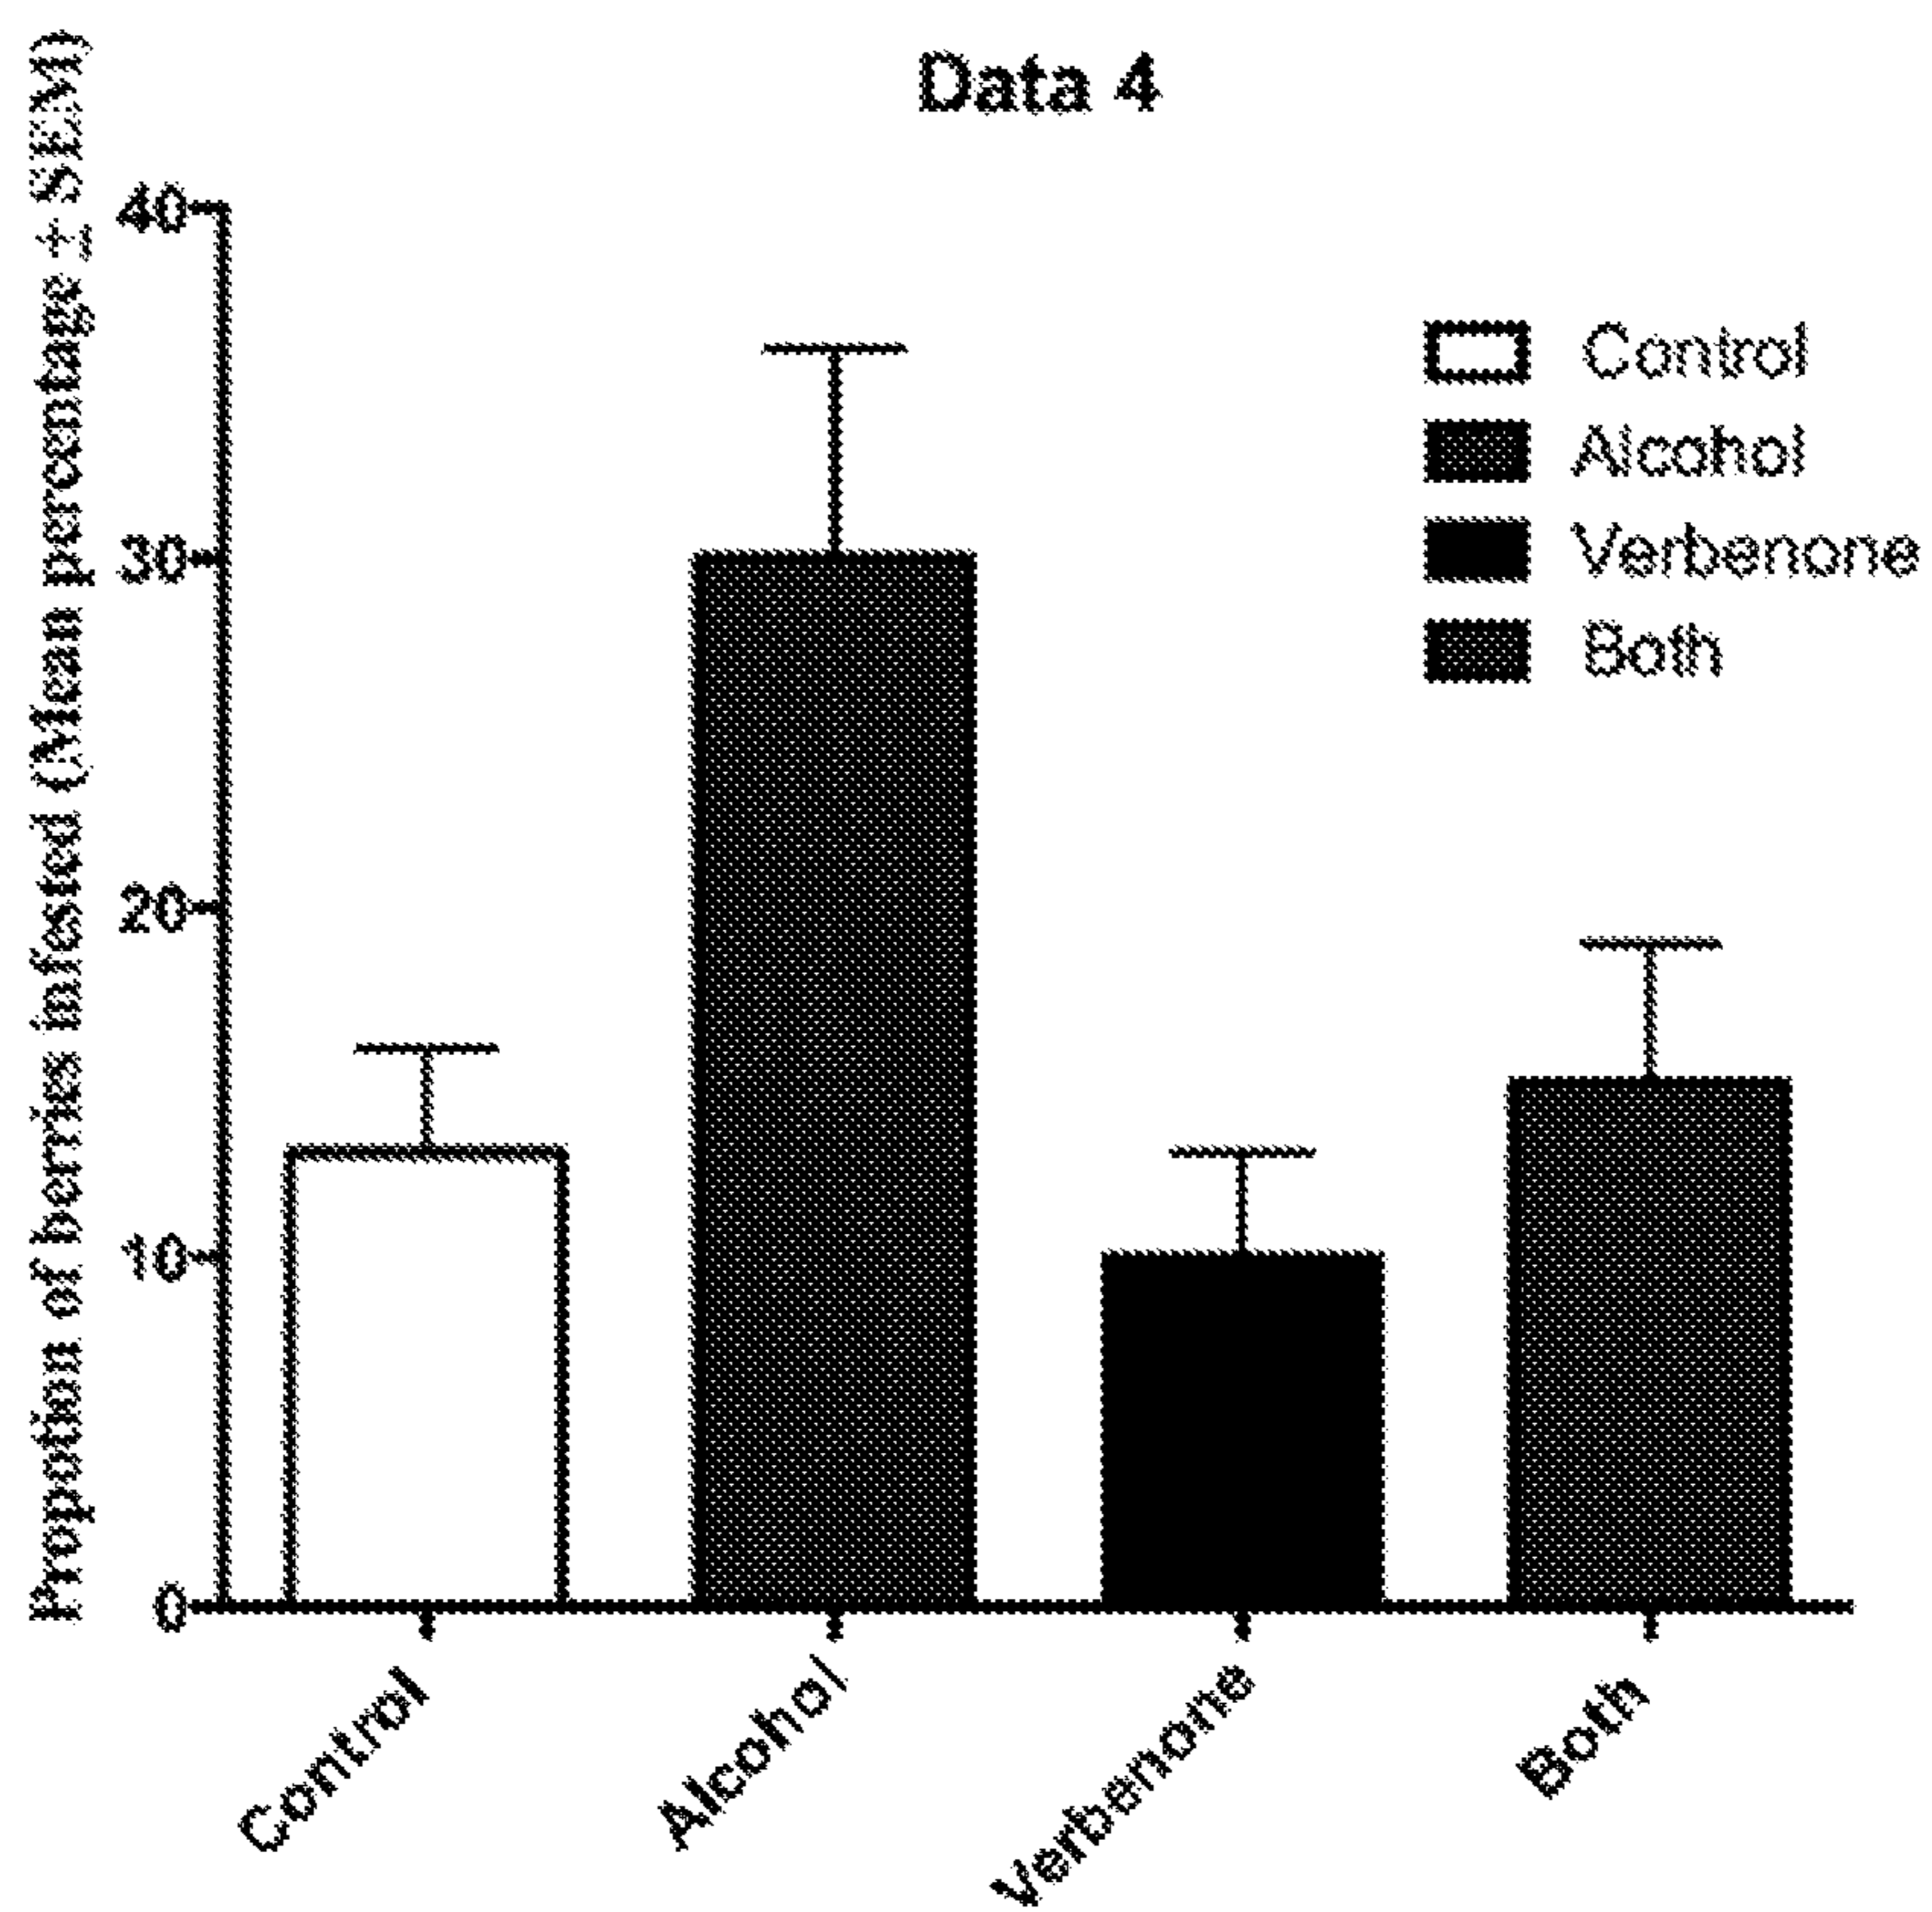 Data 4
Propotion of berries infested (Mean percentage ± SEM)
40
30
20
10
0
Control
Alcohol
Verbenone
Both
Control
Alcohol
Verbenone
Both